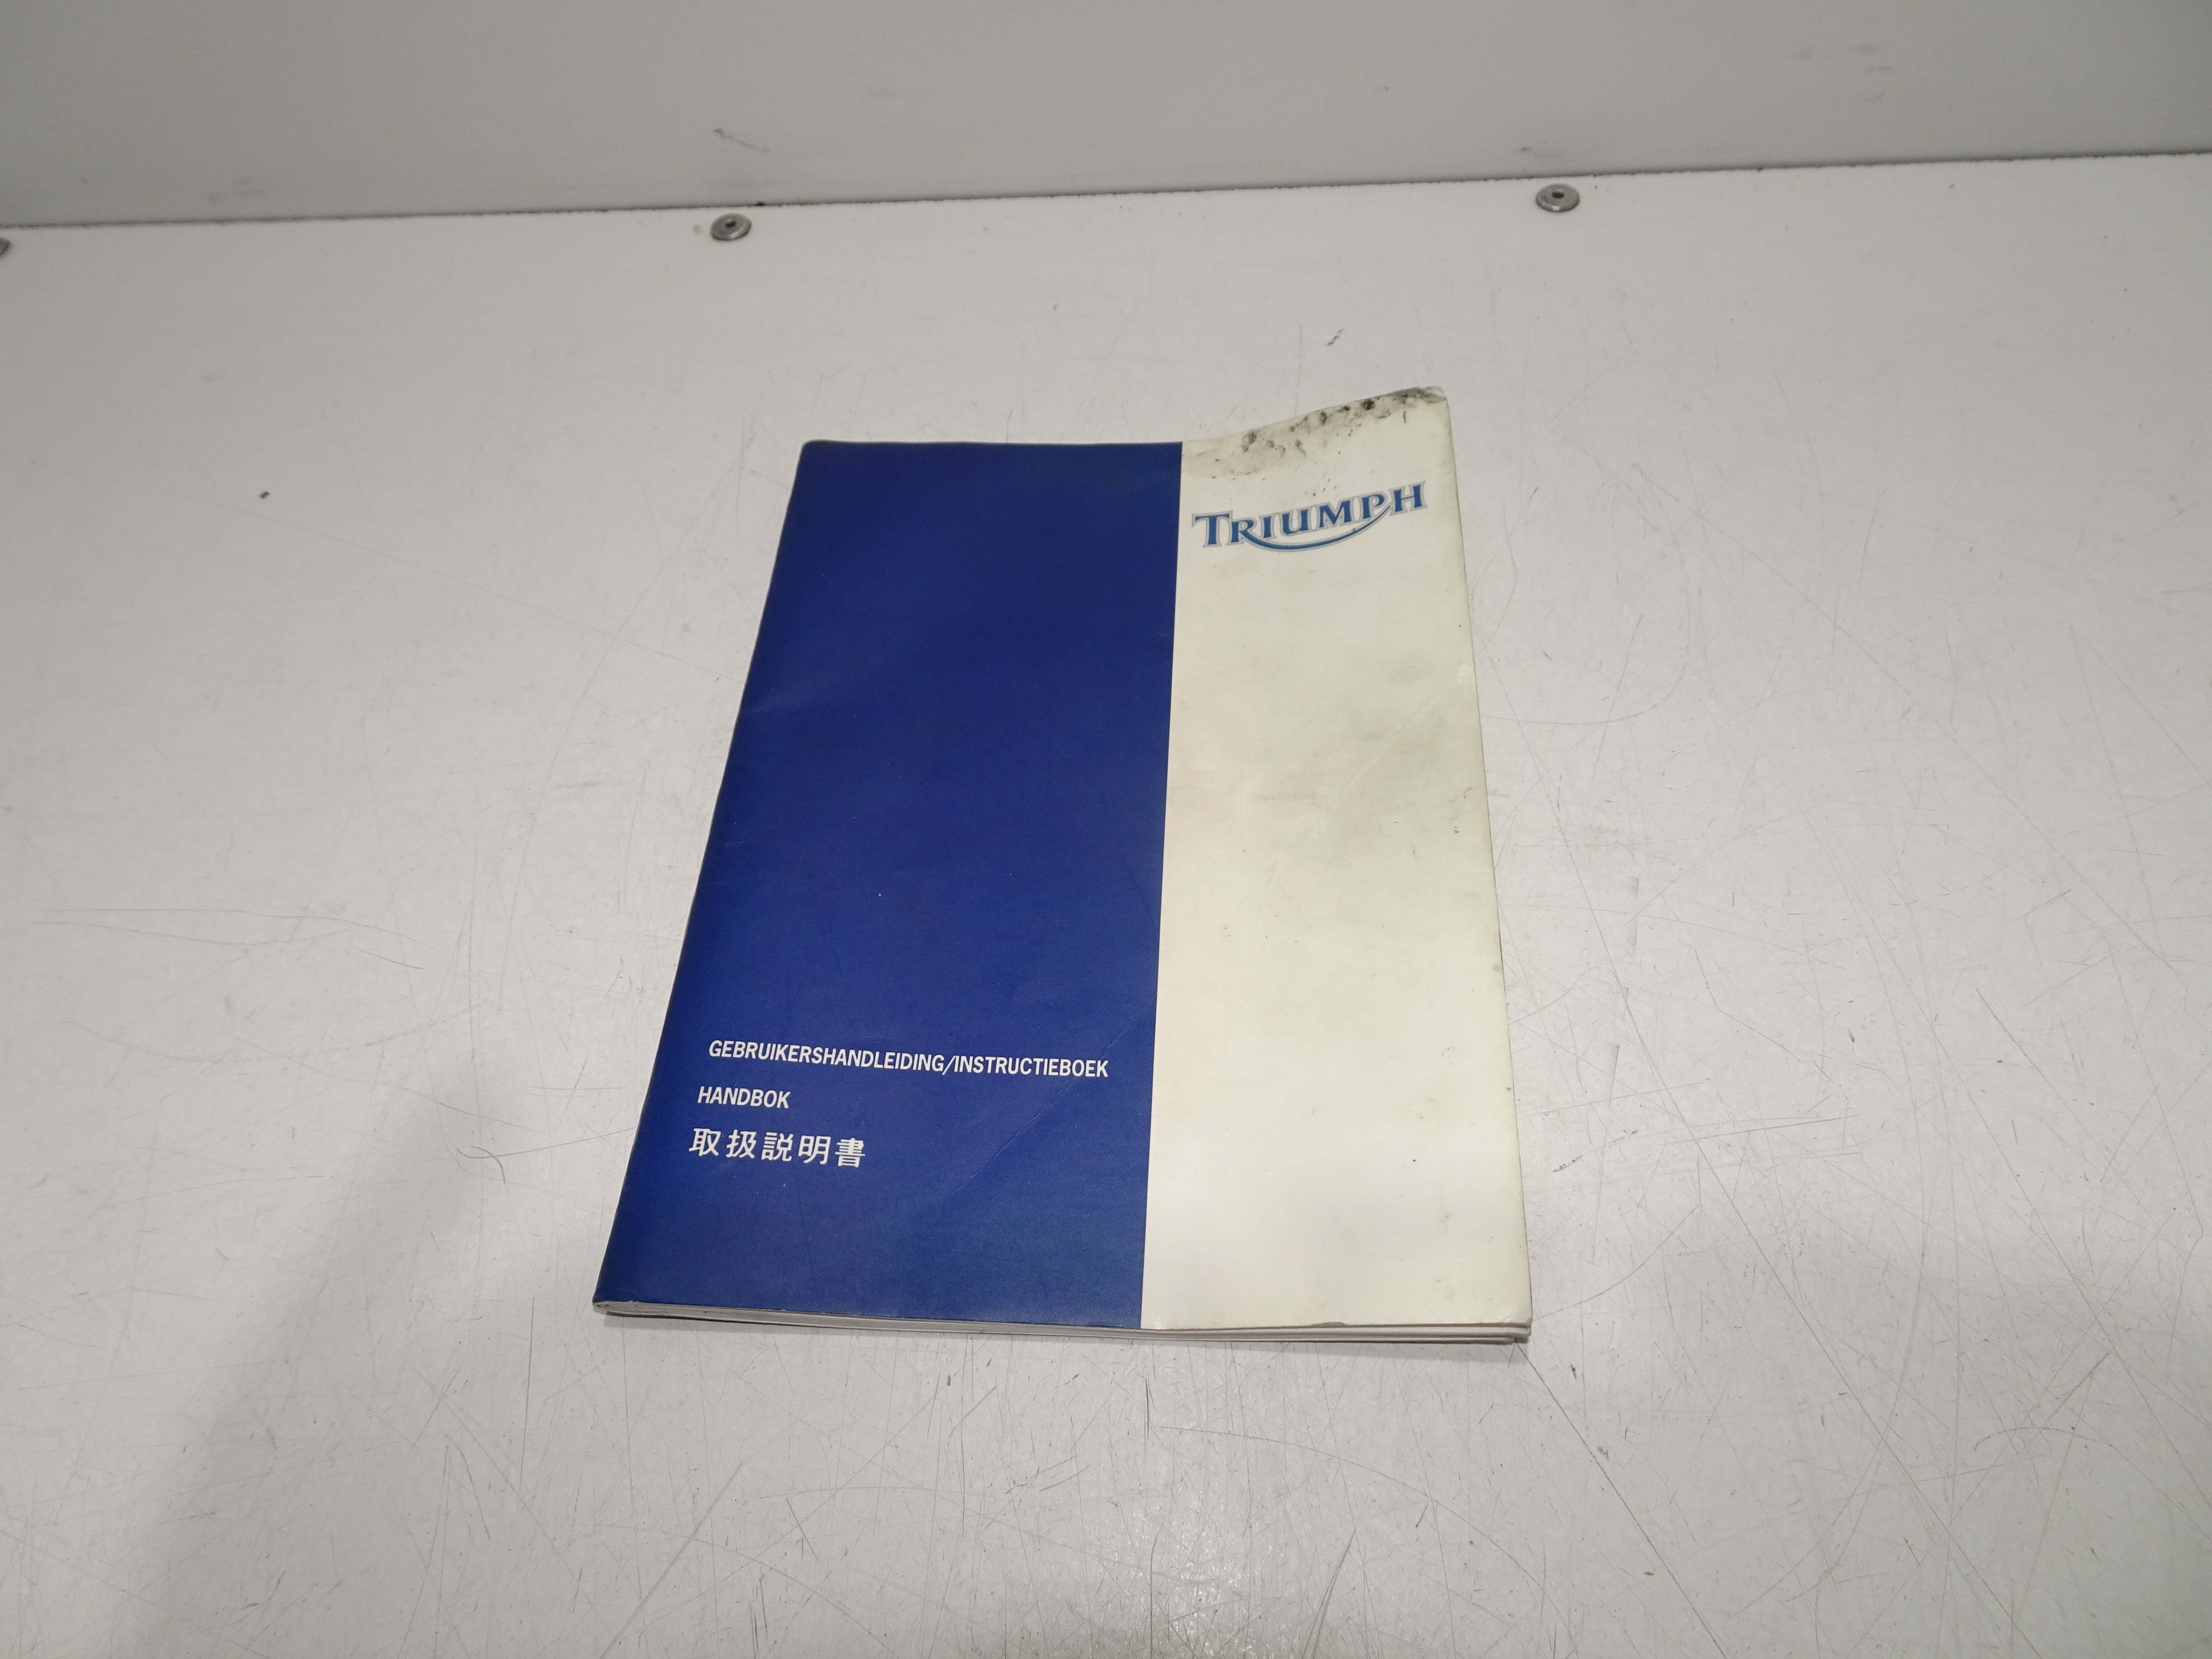 TRIUMPH
GEBRUIKERSHANDLEIDING/INSTRUCTIEBOEK
HANDBOK
取扱説明書